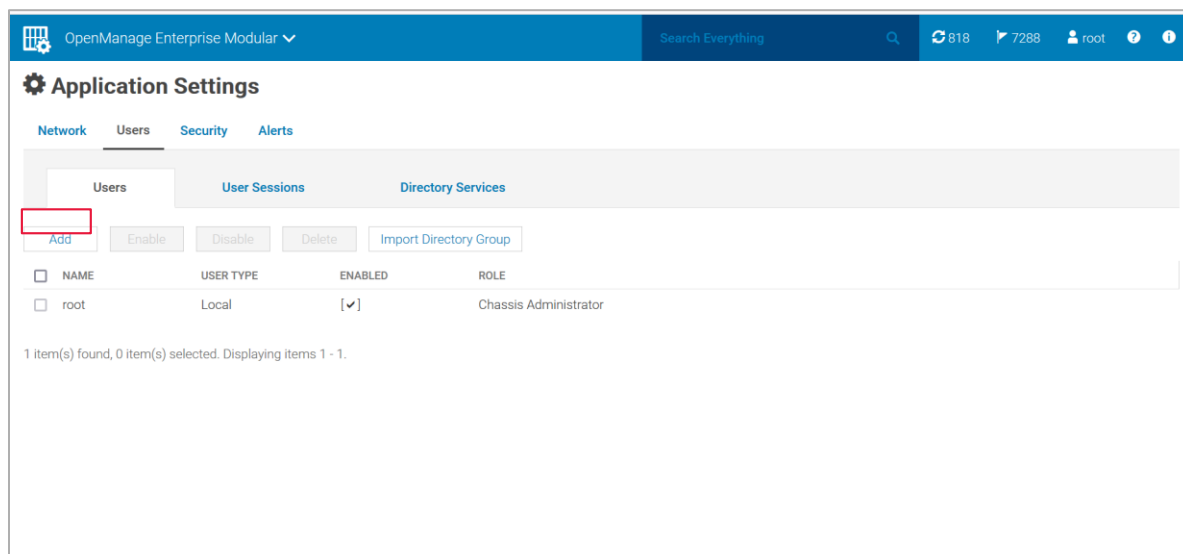 OpenManage Enterprise Modular Search Everything 818 7288 root
Application Settings
Network Users Security Alerts
Users User Sessions Directory Services
Add Enable Disable Delete Import Directory Group
NAME USER TYPE ENABLED ROLE
root Local [✔] Chassis Administrator
1 item(s) found, 0 item(s) selected. Displaying items 1 - 1.